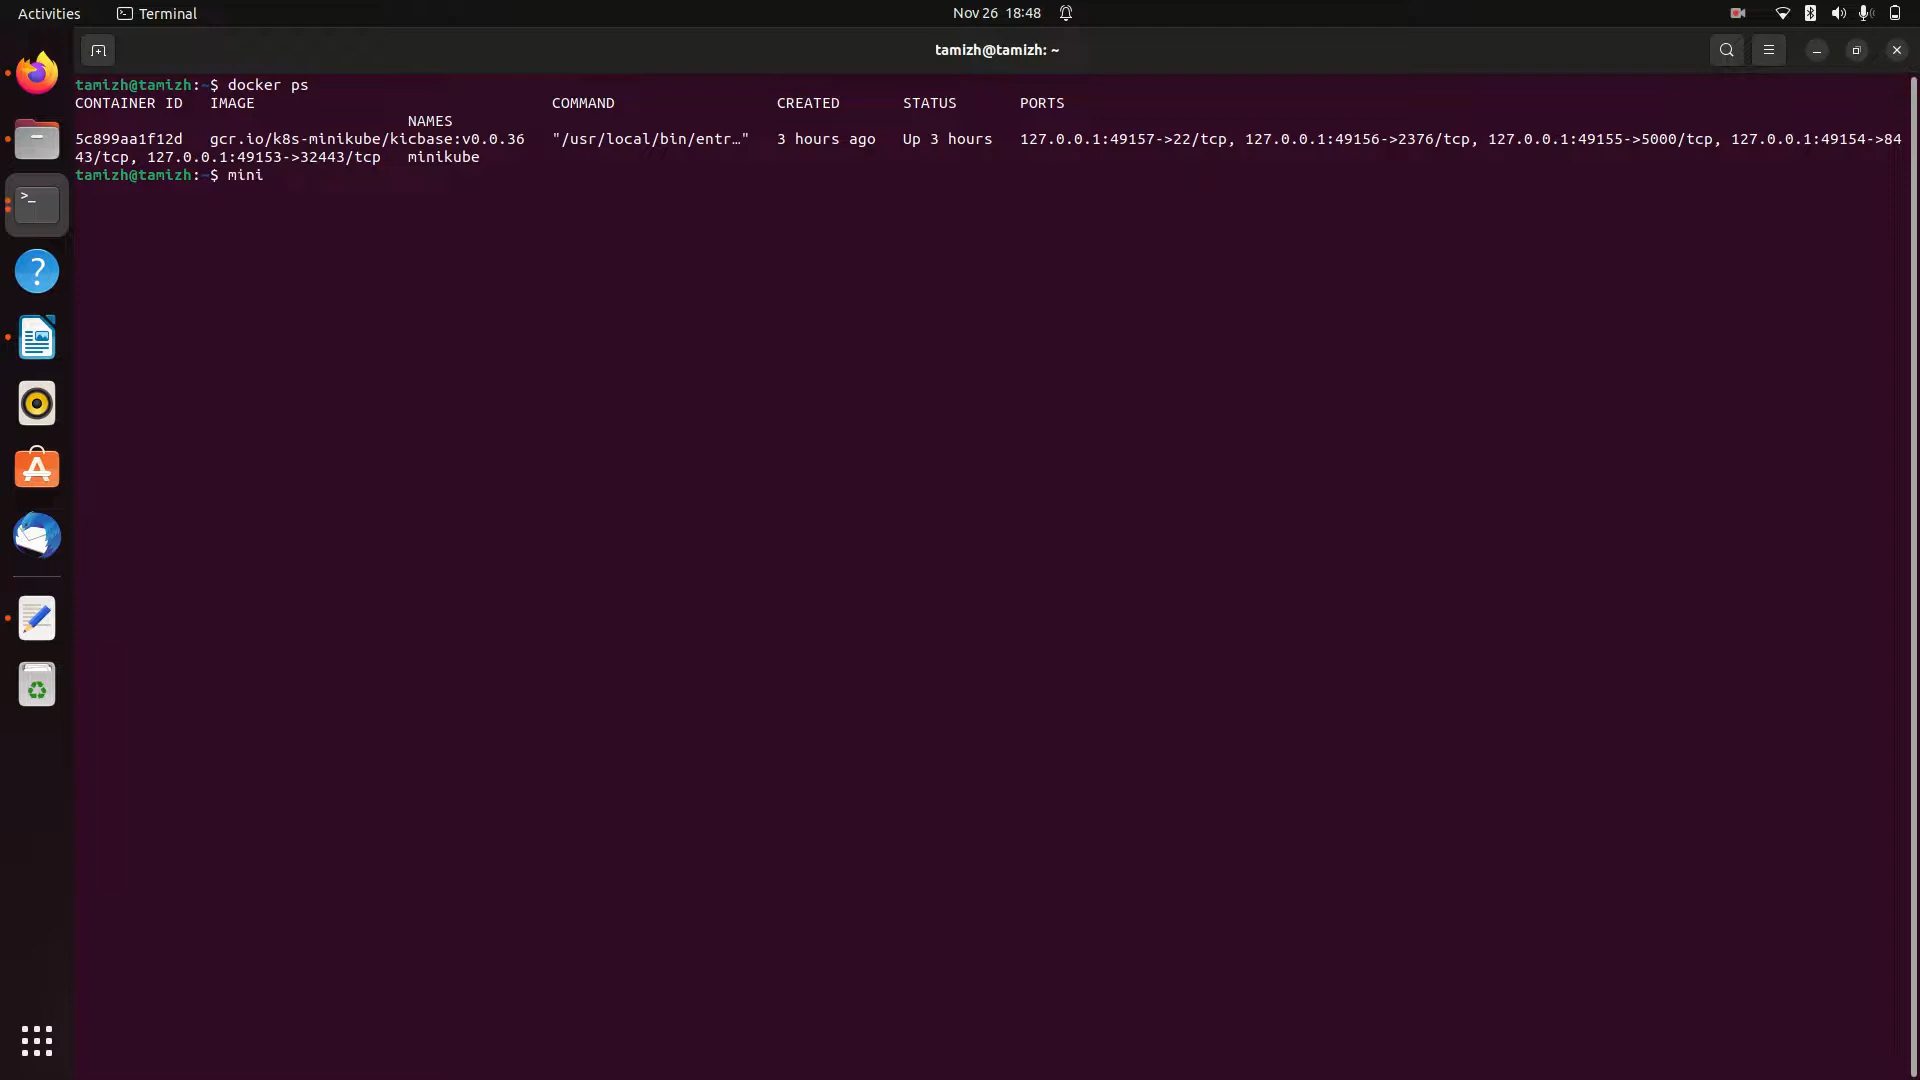 Activities Terminal Nov 26 18:48
tamizh@tamizh: ~
tamizh@tamizh:~$ docker ps
CONTAINER ID IMAGE COMMAND CREATED STATUS PORTS
NAMES
5c899aa1f12d gcr.io/k8s-minikube/kicbase:v0.0.36 "/usr/local/bin/entr…" 3 hours ago Up 3 hours 127.0.0.1:49157->22/tcp, 127.0.0.1:49156->2376/tcp, 127.0.0.1:49155->5000/tcp, 127.0.0.1:49154->84
43/tcp, 127.0.0.1:49153->32443/tcp minikube
tamizh@tamizh:~$ mini